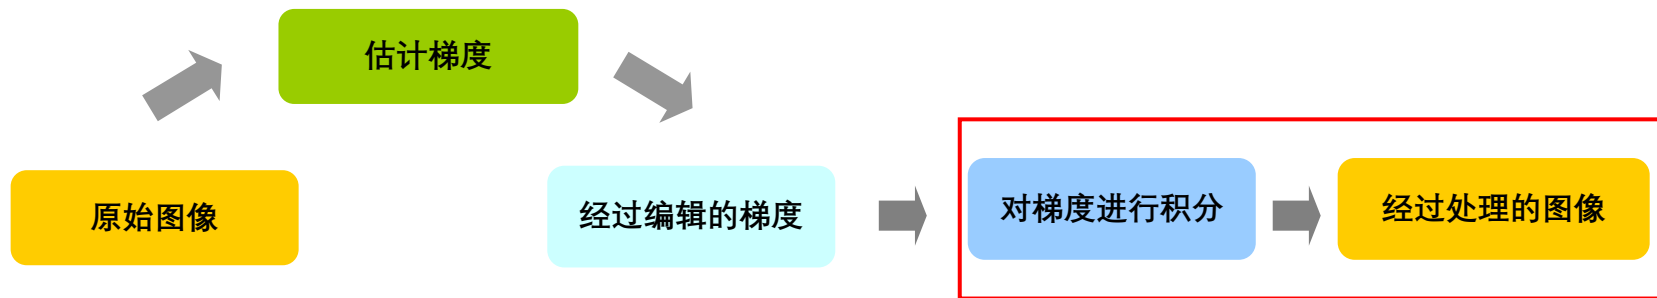 估计梯度
原始图像
经过编辑的梯度
对梯度进行积分
经过处理的图像